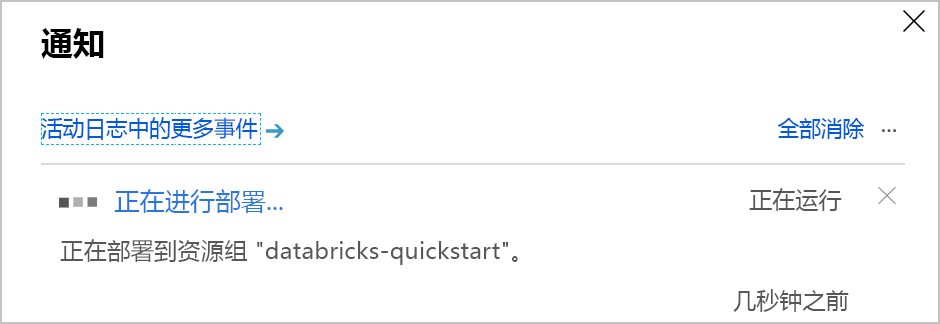 通知
活动日志中的更多事件 → 全部消除 ...
正在进行部署... 正在运行
正在部署到资源组 "databricks-quickstart"。
几秒钟之前